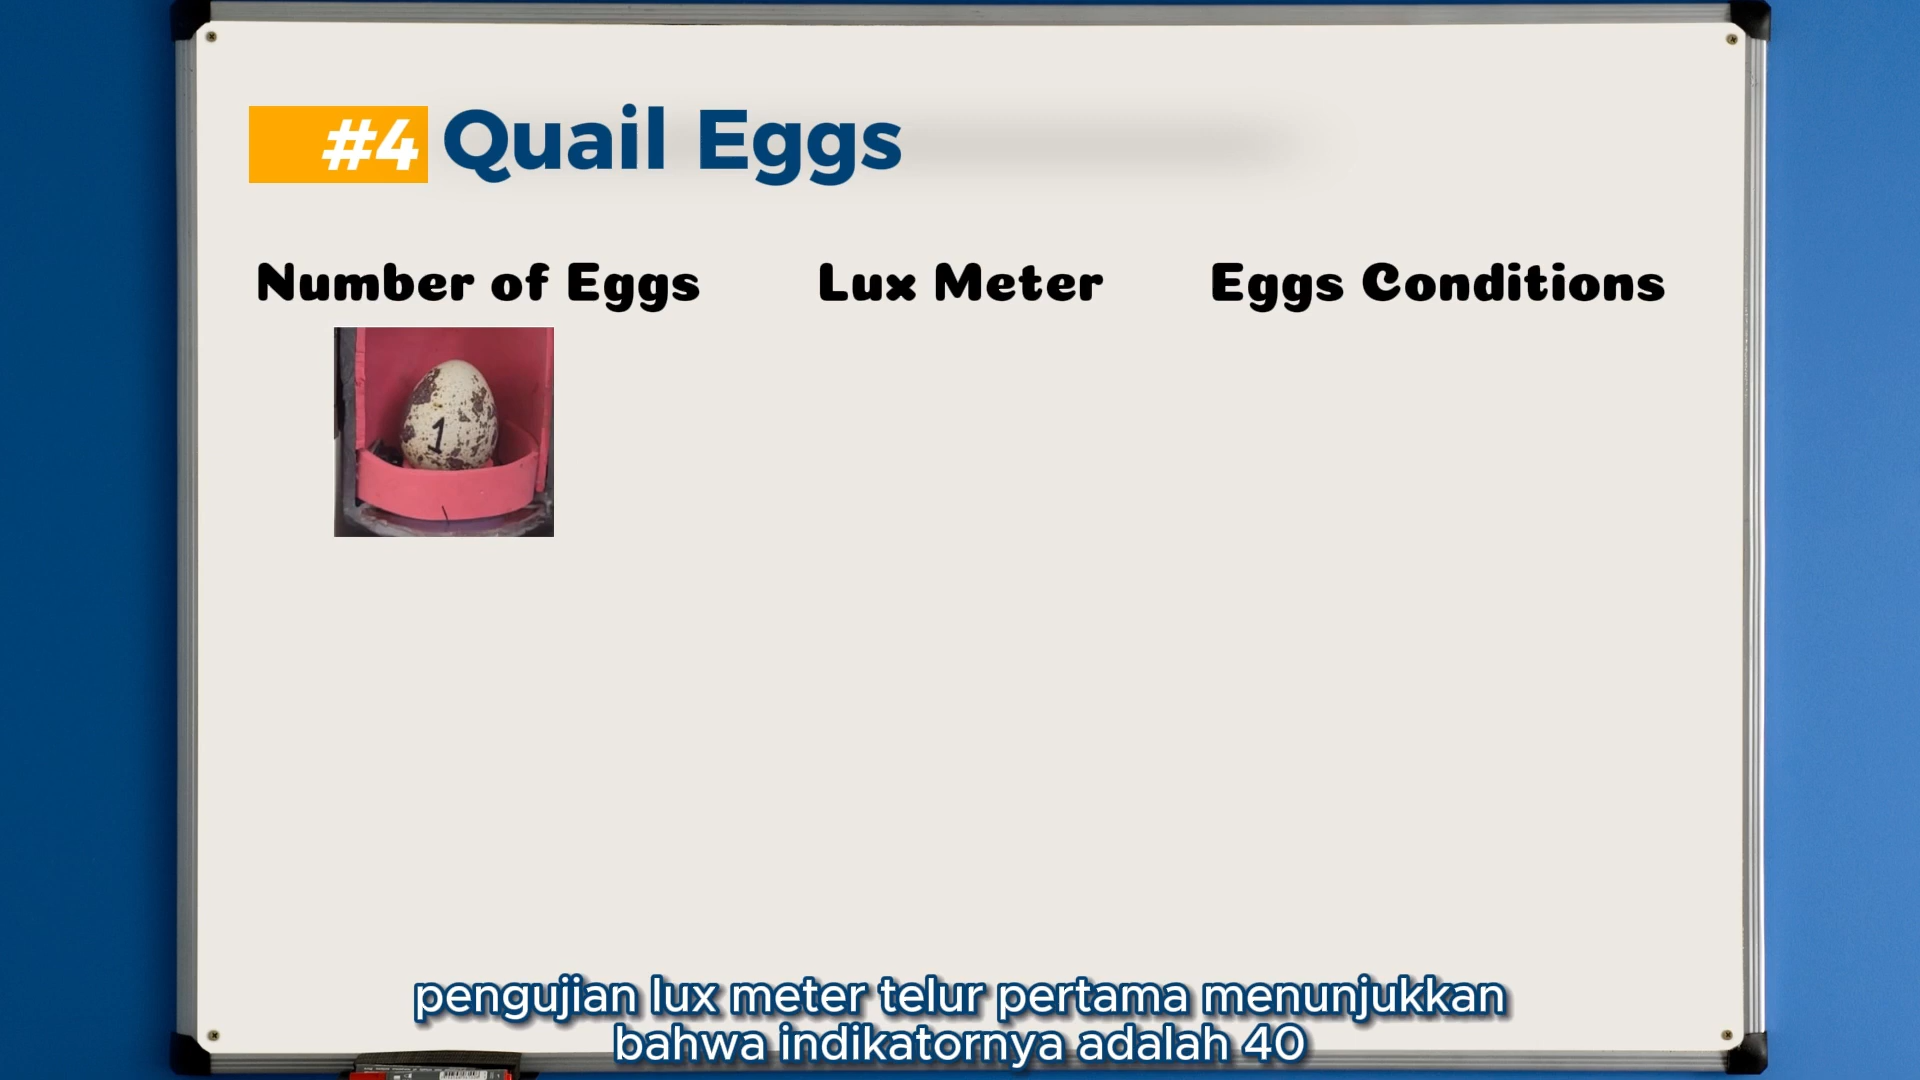 #4 Quail Eggs
Number of Eggs Lux Meter Eggs Conditions
1
pengujian lux meter telur pertama menunjukkan
bahwa indikatornya adalah 40